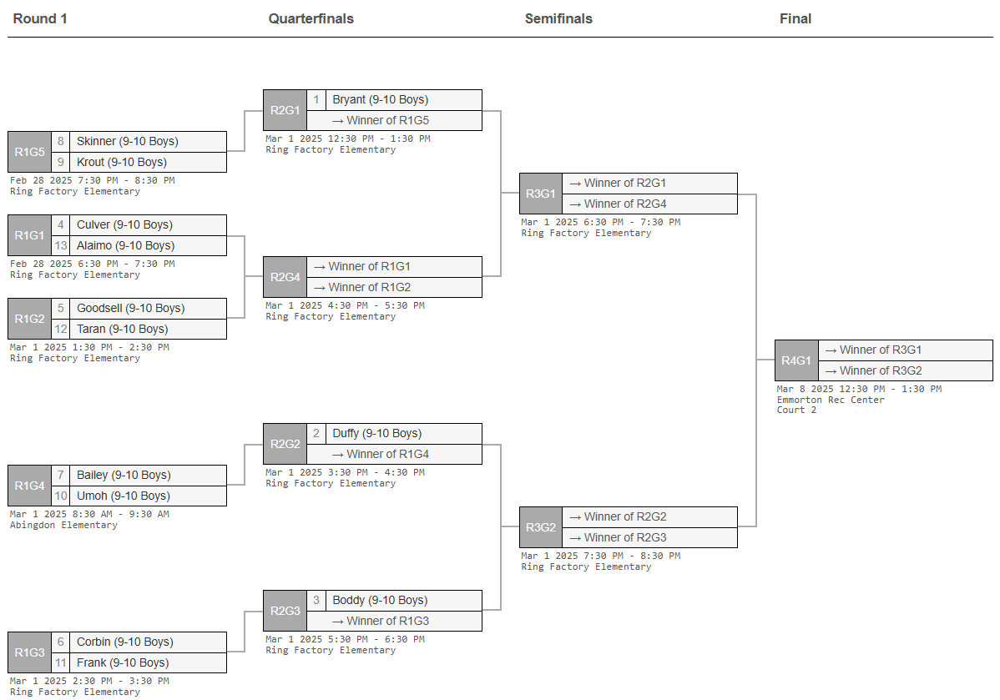 Round 1
Quarterfinals
Semifinals
Final
R1G5
8 Skinner (9-10 Boys)
9 Krout (9-10 Boys)
Feb 28 2025 7:30 PM - 8:30 PM
Ring Factory Elementary
R1G1
4 Culver (9-10 Boys)
13 Alaimo (9-10 Boys)
Feb 28 2025 6:30 PM - 7:30 PM
Ring Factory Elementary
R1G2
5 Goodsell (9-10 Boys)
12 Taran (9-10 Boys)
Mar 1 2025 1:30 PM - 2:30 PM
Ring Factory Elementary
R1G4
7 Bailey (9-10 Boys)
10 Umoh (9-10 Boys)
Mar 1 2025 8:30 AM - 9:30 AM
Abingdon Elementary
R1G3
6 Corbin (9-10 Boys)
11 Frank (9-10 Boys)
Mar 1 2025 2:30 PM - 3:30 PM
Ring Factory Elementary
R2G1
1 Bryant (9-10 Boys)
→ Winner of R1G5
Mar 1 2025 12:30 PM - 1:30 PM
Ring Factory Elementary
R2G4
→ Winner of R1G1
→ Winner of R1G2
Mar 1 2025 4:30 PM - 5:30 PM
Ring Factory Elementary
R2G2
2 Duffy (9-10 Boys)
→ Winner of R1G4
Mar 1 2025 3:30 PM - 4:30 PM
Ring Factory Elementary
R2G3
3 Boddy (9-10 Boys)
→ Winner of R1G3
Mar 1 2025 5:30 PM - 6:30 PM
Ring Factory Elementary
R3G1
→ Winner of R2G1
→ Winner of R2G4
Mar 1 2025 6:30 PM - 7:30 PM
Ring Factory Elementary
R3G2
→ Winner of R2G2
→ Winner of R2G3
Mar 1 2025 7:30 PM - 8:30 PM
Ring Factory Elementary
R4G1
→ Winner of R3G1
→ Winner of R3G2
Mar 8 2025 12:30 PM - 1:30 PM
Emmorton Rec Center
Court 2